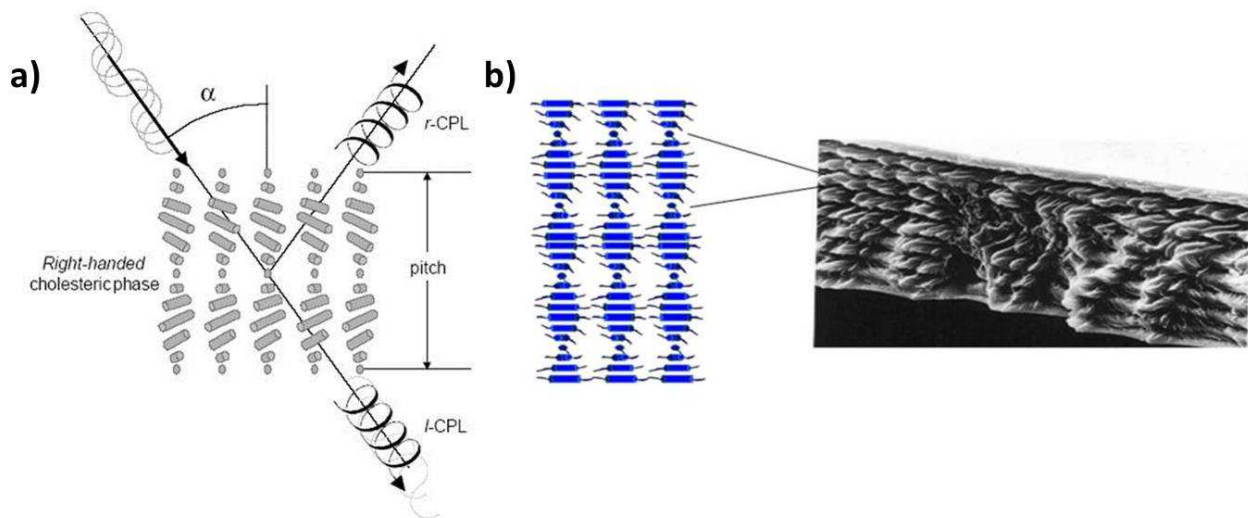 a)
α
r-CPL
Right-handed
cholesteric phase
pitch
l-CPL
b)